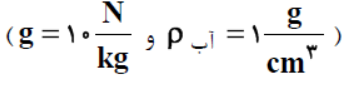 (g = ۱۰ N/kg و ρ آب = ۱ g/cm³)